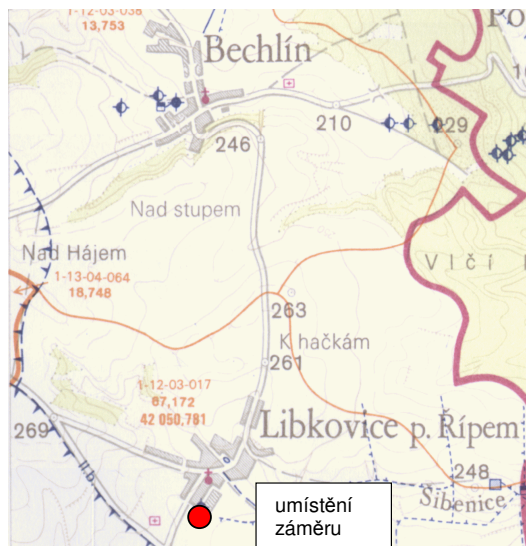 1-12-03-038
13,753
Bechlín
210
229
246
Nad stupem
Nad Hájem
1-13-04-064
18,748
Vlčí
263
K hačkám
261
1-12-03-017
67,172
42 050,781
269
Libkovice p. Řípem
II.b.
248
Šibenice
umístění
záměru